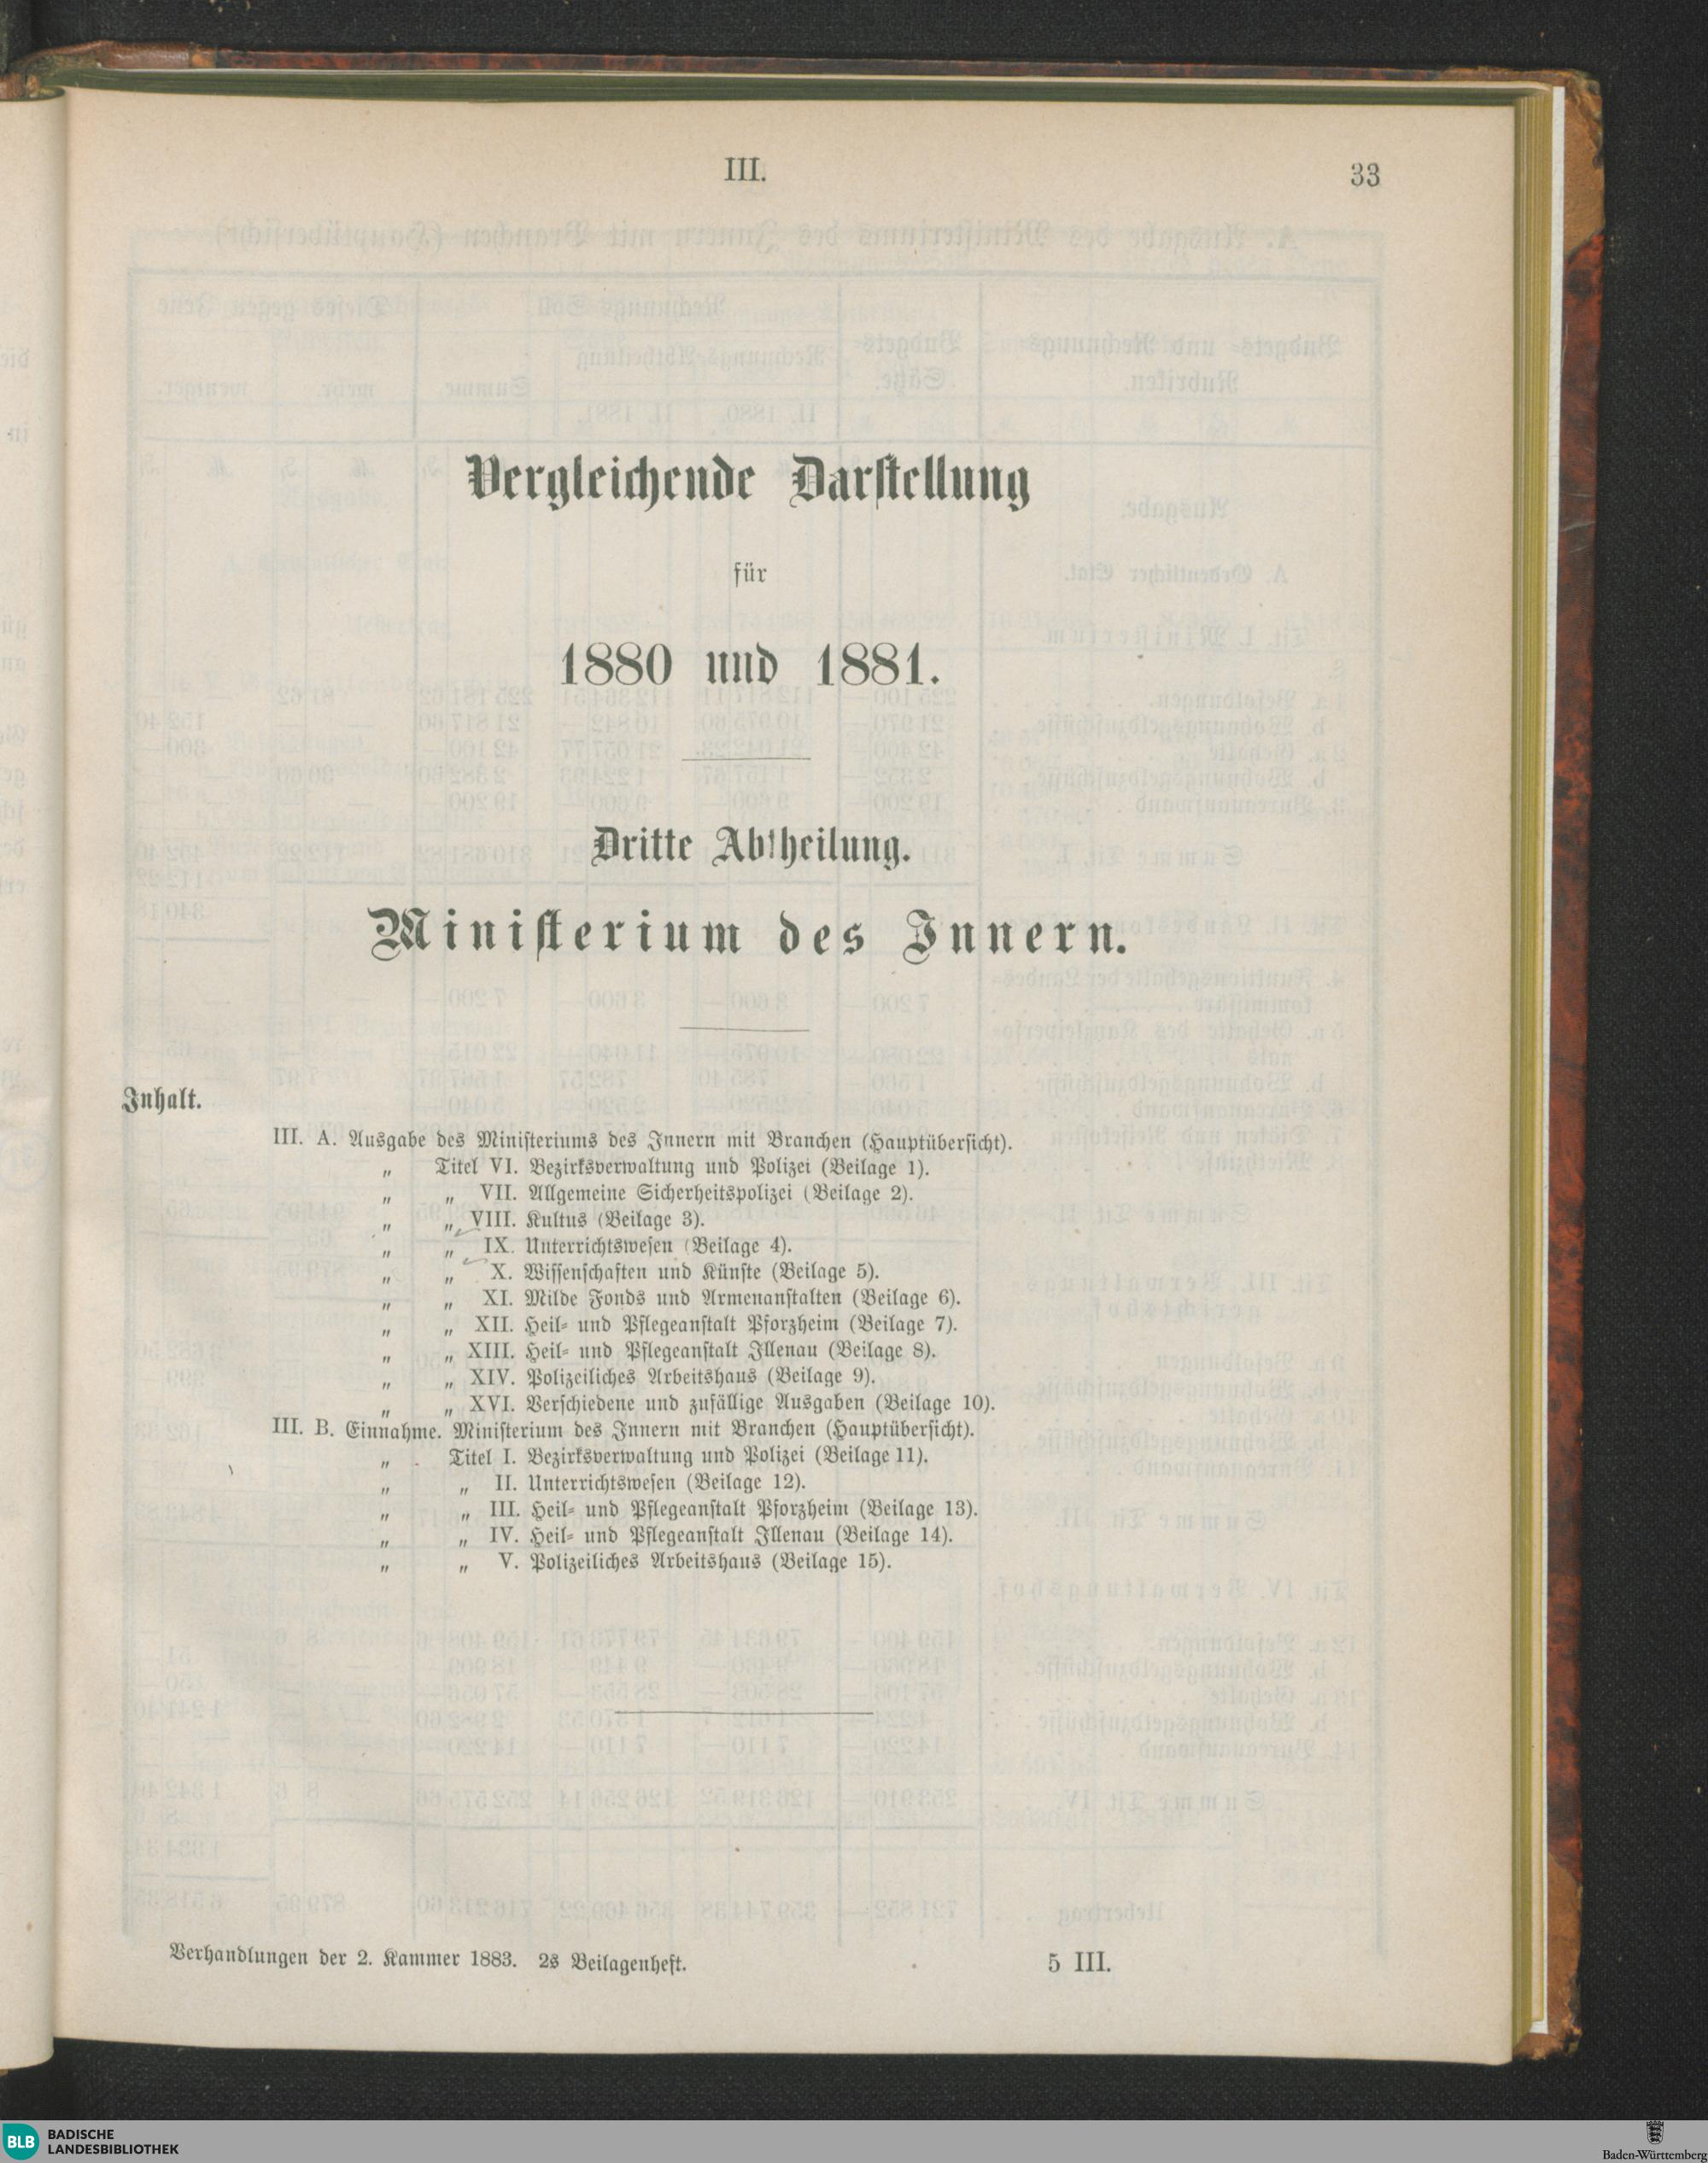 III.
33
Vergleichende Darstellung
für
1880 und 1881.
Dritte Abtheilung.
Ministerium des Innern.
Inhalt.
III. A. Ausgabe des Ministeriums des Innern mit Branchen (Hauptübersicht).
„ Titel VI. Bezirksverwaltung und Polizei (Beilage 1).
„ „ VII. Allgemeine Sicherheitspolizei (Beilage 2).
„ „ VIII. Kultus (Beilage 3).
„ „ IX. Unterrichtswesen (Beilage 4).
„ „ X. Wissenschaften und Künste (Beilage 5).
„ „ XI. Milde Fonds und Armenanstalten (Beilage 6).
„ „ XII. Heil- und Pflegeanstalt Pforzheim (Beilage 7).
„ „ XIII. Heil- und Pflegeanstalt Illenau (Beilage 8).
„ „ XIV. Polizeiliches Arbeitshaus (Beilage 9).
„ „ XVI. Verschiedene und zufällige Ausgaben (Beilage 10).
III. B. Einnahme. Ministerium des Innern mit Branchen (Hauptübersicht).
„ Titel I. Bezirksverwaltung und Polizei (Beilage 11).
„ „ II. Unterrichtswesen (Beilage 12).
„ „ III. Heil- und Pflegeanstalt Pforzheim (Beilage 13).
„ „ IV. Heil- und Pflegeanstalt Illenau (Beilage 14).
„ „ V. Polizeiliches Arbeitshaus (Beilage 15).
Verhandlungen der 2. Kammer 1883. 2s Beilagenheft.
5 III.
BLB BADISCHE
LANDESBIBLIOTHEK
Baden-Württemberg